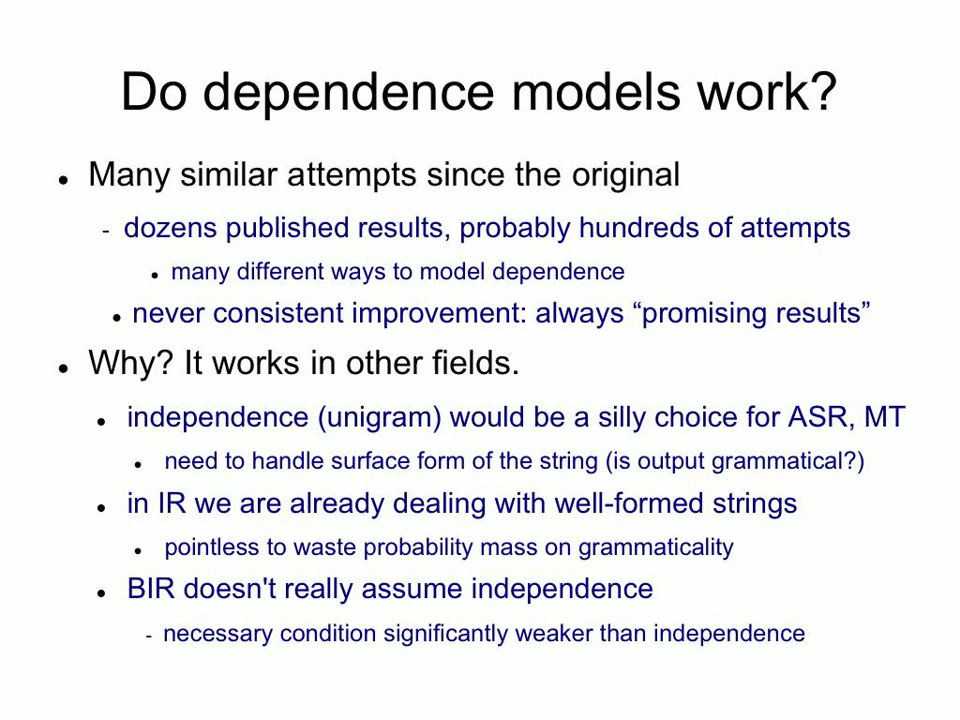 Do dependence models work?
● Many similar attempts since the original
- dozens published results, probably hundreds of attempts
● many different ways to model dependence
● never consistent improvement: always “promising results”
● Why? It works in other fields.
● independence (unigram) would be a silly choice for ASR, MT
● need to handle surface form of the string (is output grammatical?)
● in IR we are already dealing with well-formed strings
● pointless to waste probability mass on grammaticality
● BIR doesn't really assume independence
- necessary condition significantly weaker than independence